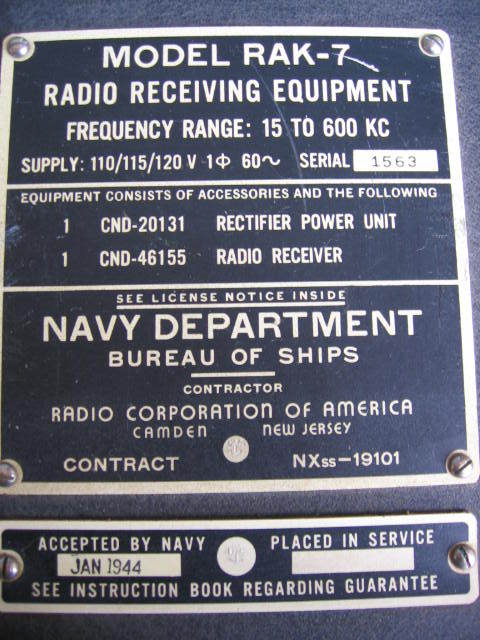 MODEL RAK-7
RADIO RECEIVING EQUIPMENT
FREQUENCY RANGE: 15 TO 600 KC
SUPPLY: 110/115/120 V 1Φ 60~ SERIAL 1563
EQUIPMENT CONSISTS OF ACCESSORIES AND THE FOLLOWING
1 CND-20131 RECTIFIER POWER UNIT
1 CND-46155 RADIO RECEIVER
SEE LICENSE NOTICE INSIDE
NAVY DEPARTMENT
BUREAU OF SHIPS
CONTRACTOR
RADIO CORPORATION OF AMERICA
CAMDEN NEW JERSEY
CONTRACT NXss-19101
ACCEPTED BY NAVY PLACED IN SERVICE
JAN 1944
SEE INSTRUCTION BOOK REGARDING GUARANTEE